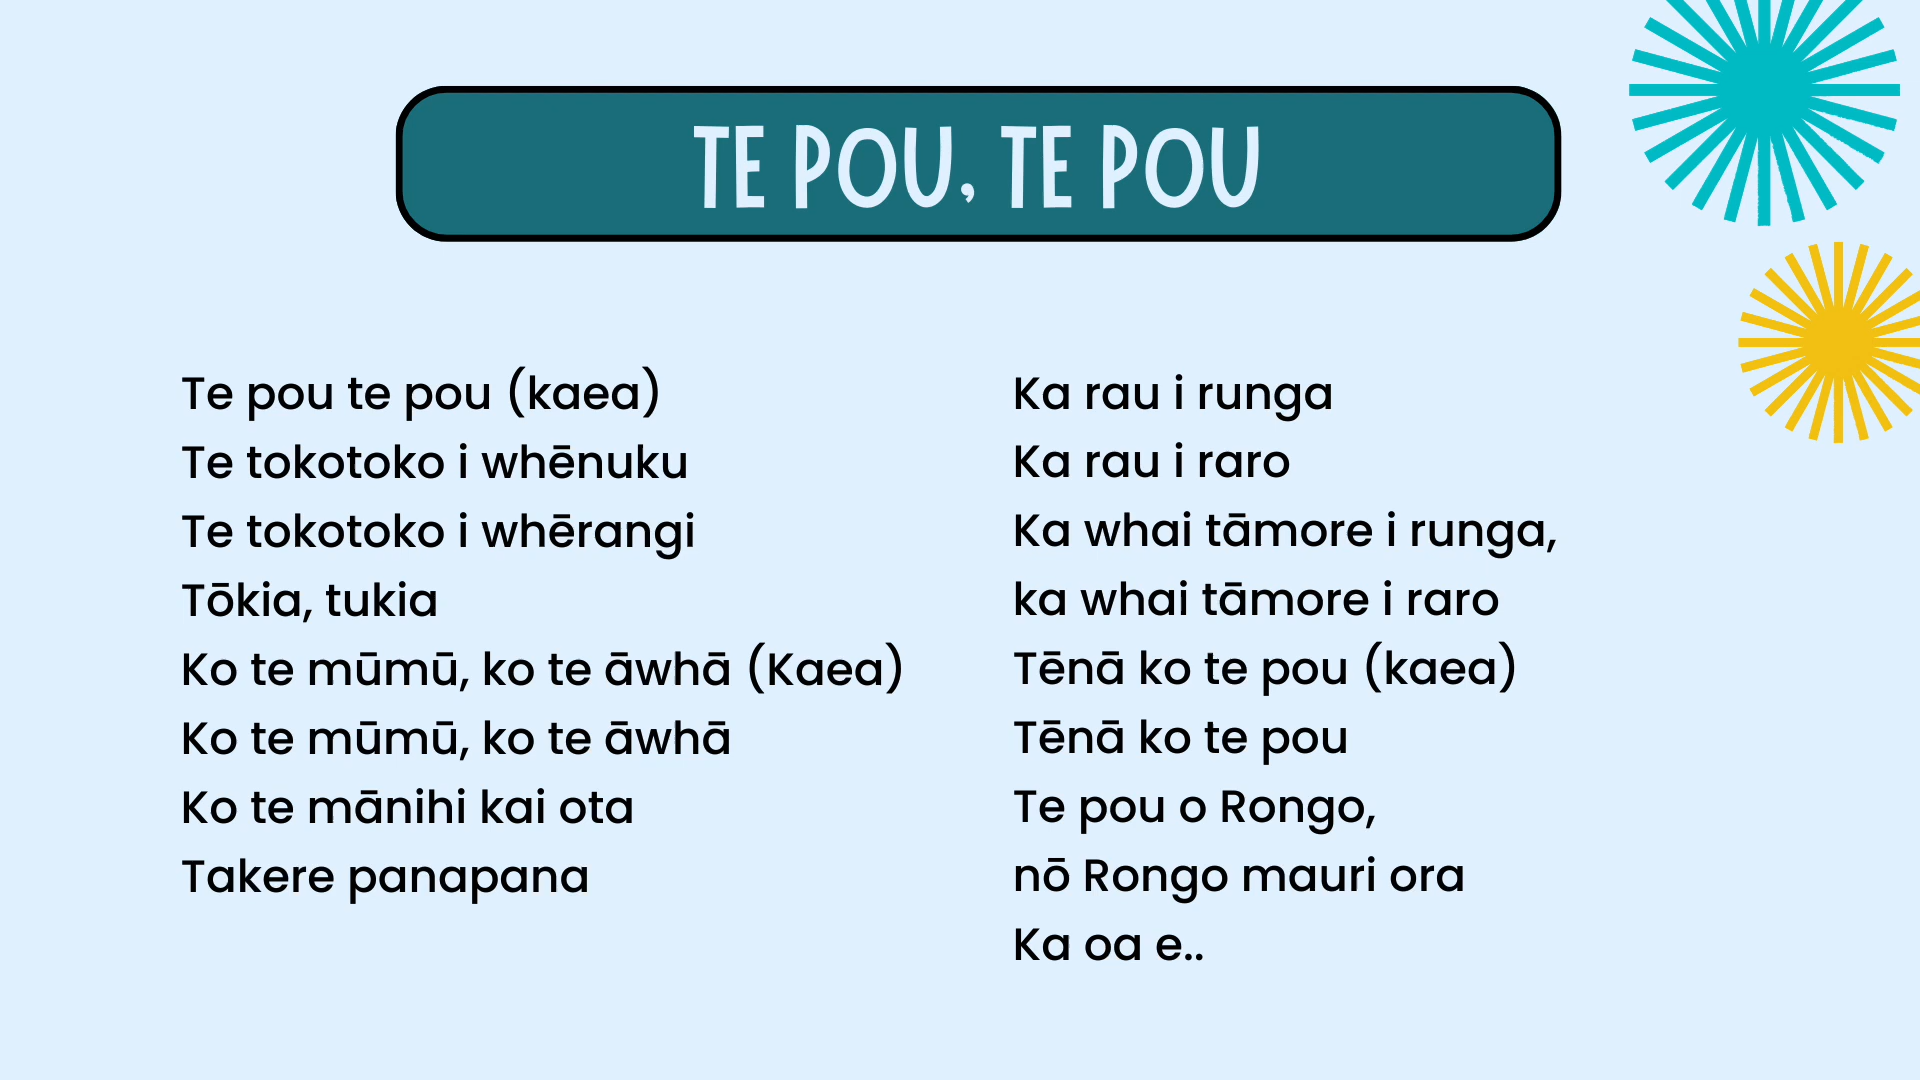 TE POU, TE POU
Te pou te pou (kaea)
Te tokotoko i whēnuku
Te tokotoko i whērangi
Tōkia, tukia
Ko te mūmū, ko te āwhā (Kaea)
Ko te mūmū, ko te āwhā
Ko te mānihi kai ota
Takere panapana
Ka rau i runga
Ka rau i raro
Ka whai tāmore i runga,
ka whai tāmore i raro
Tēnā ko te pou (kaea)
Tēnā ko te pou
Te pou o Rongo,
nō Rongo mauri ora
Ka oa e..